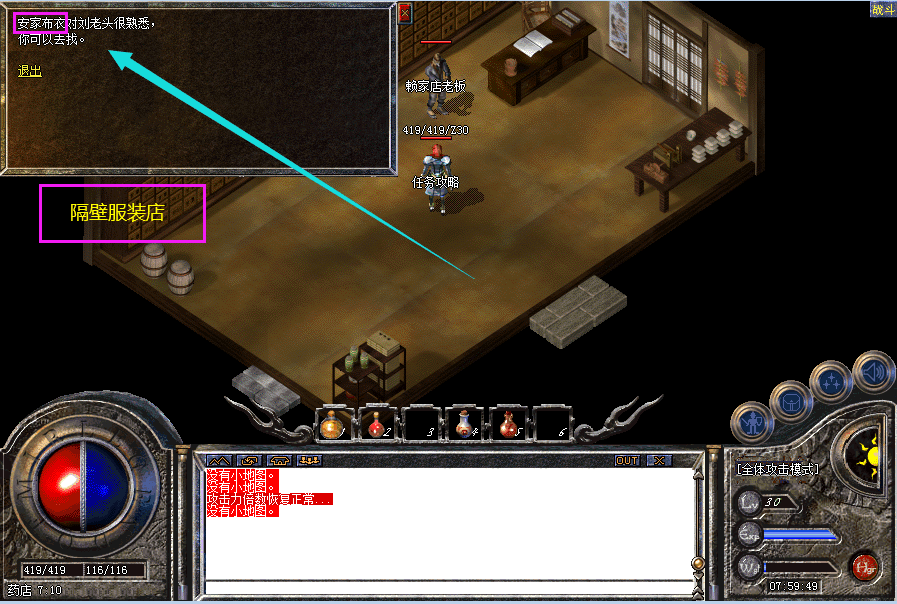 安家布衣对刘老头很熟悉，
你可以去找。
退出
战斗
赖家店老板
419/419/Z30
任务攻略
隔壁服装店
1
2
3
4
5
6
OUT
没有小地图。
没有小地图。
攻击力倍数恢复正常...
没有小地图。
[全体攻击模式]
Lv
30
Exp
W
Hgr
419/419
116/116
07:59:49
药店 7:10